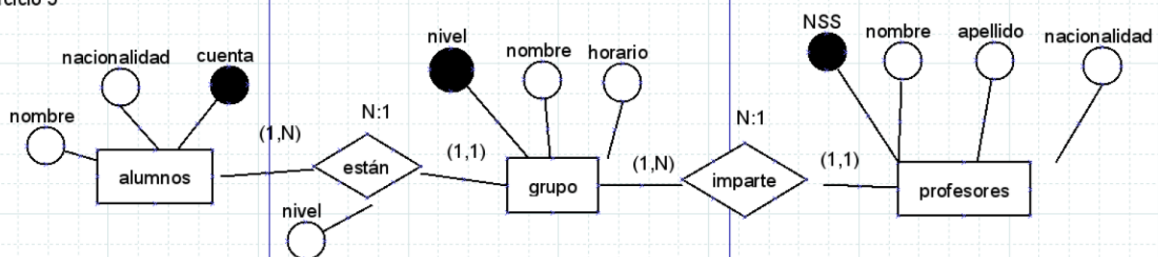 NSS
nivel
nombre
apellido
nacionalidad
nacionalidad
cuenta
nombre
horario
nombre
N:1
N:1
(1,N)
(1,1)
(1,N)
(1,1)
alumnos
están
grupo
imparte
profesores
nivel